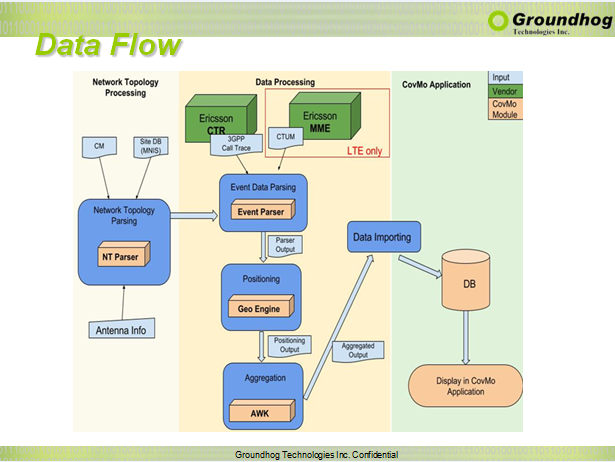 Groundhog
Technologies Inc.
Data Flow
Network Topology
Processing
Data Processing
CovMo Application
Input
Vendor
CovMo
Module
Ericsson
CTR
Ericsson
MME
LTE only
3GPP
Call Trace
CTUM
CM
Site DB
(MNIS)
Network Topology
Parsing
NT Parser
Antenna Info
Event Data Parsing
Event Parser
Parser
Output
Positioning
Geo Engine
Positioning
Output
Aggregation
AWK
Aggregated
Output
Data Importing
DB
Display in CovMo
Application
Groundhog Technologies Inc. Confidential